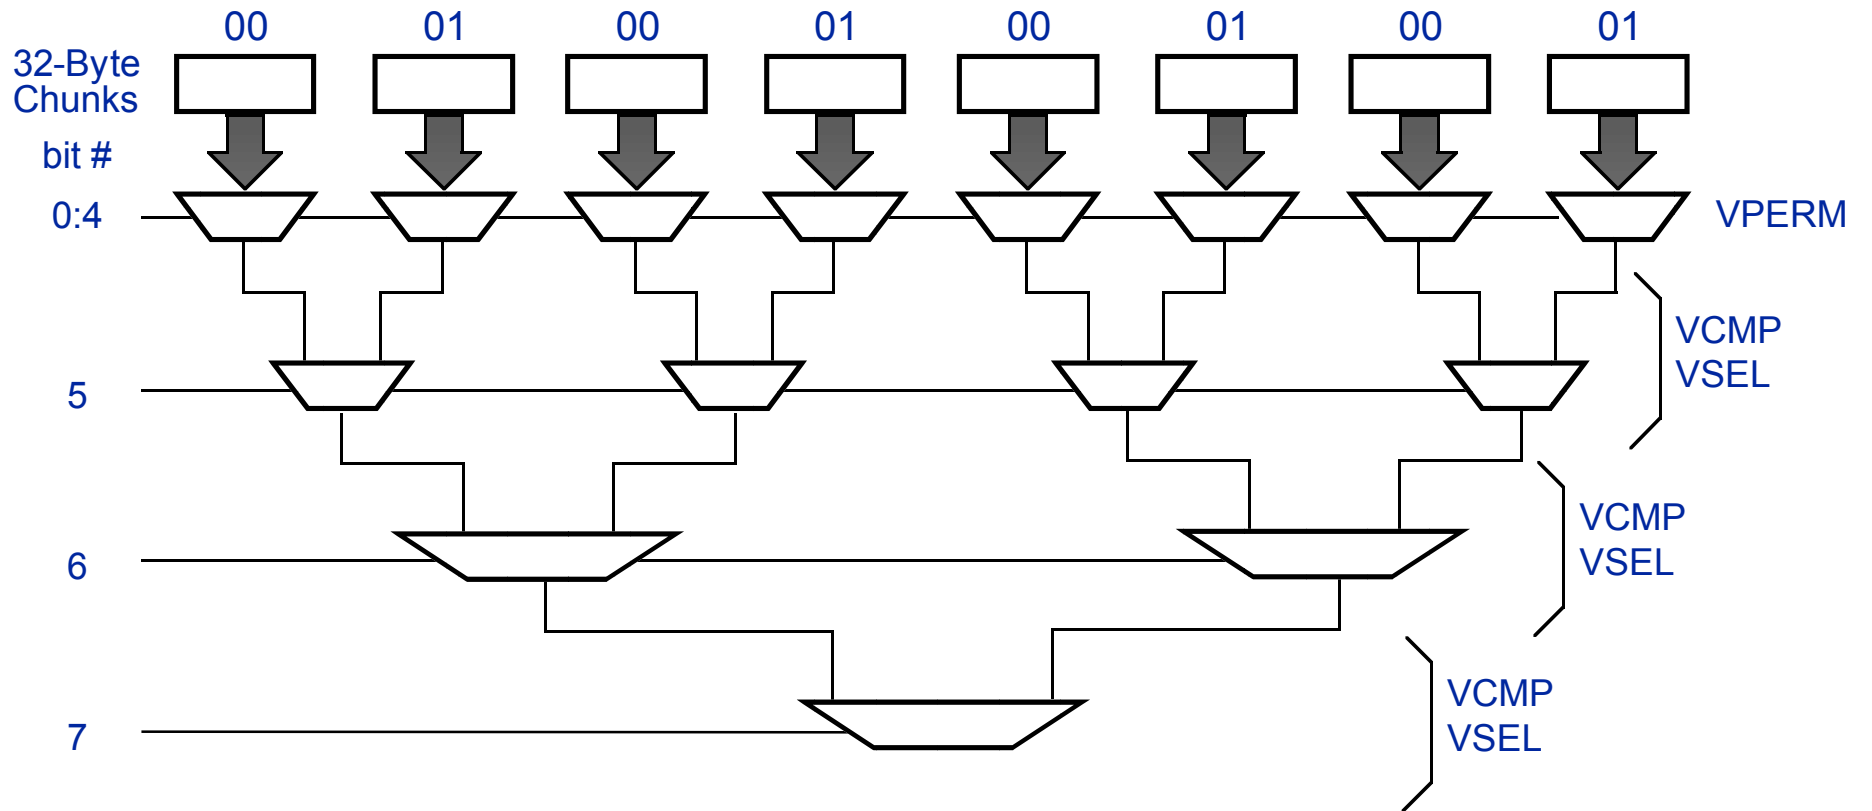 00 01 00 01 00 01 00 01
32-Byte
Chunks
bit #
0:4
VPERM
VCMP
VSEL
5
VCMP
VSEL
6
VCMP
VSEL
7